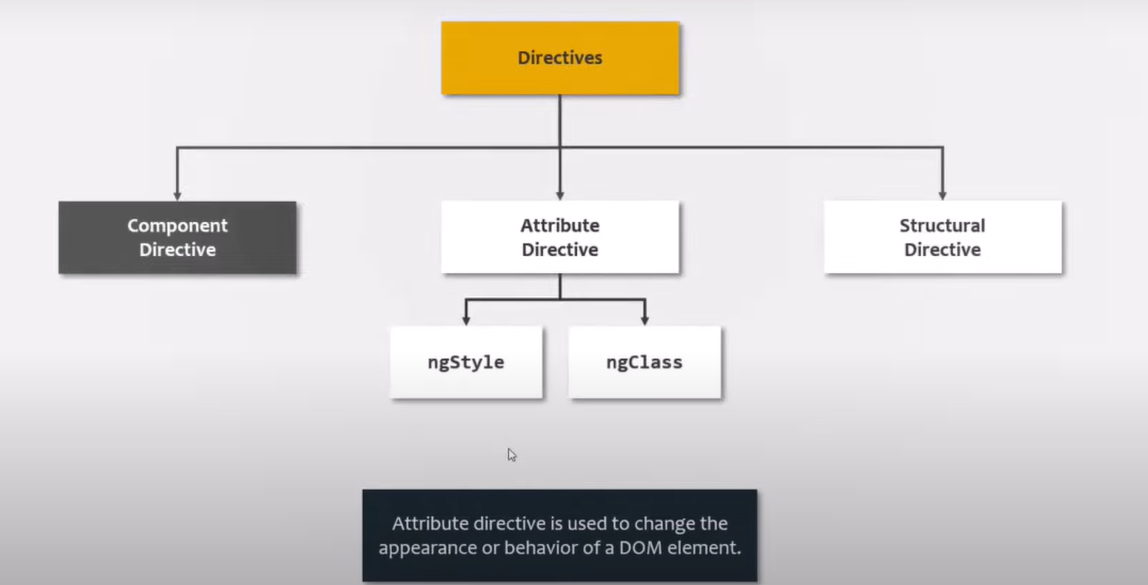 Directives
Component
Directive
Attribute
Directive
Structural
Directive
ngStyle
ngClass
Attribute directive is used to change the
appearance or behavior of a DOM element.